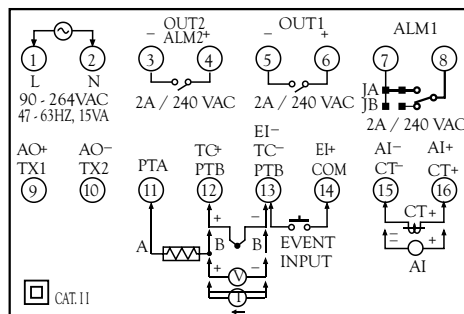 OUT2 OUT1 ALM1
− ALM2+ − +
1 2 3 4 5 6 7 8
L N
JA
JB
90 - 264VAC 2A / 240 VAC 2A / 240 VAC
47 - 63HZ, 15VA 2A / 240 VAC
EI−
AO+ AO− TC+ TC− EI+ AI− AI+
TX1 TX2 PTA PTB PTB COM CT− CT+
9 10 11 12 13 14 15 16
+ − CT+
A B B EVENT − +
INPUT − +
AI
+ V −
I
CAT. II